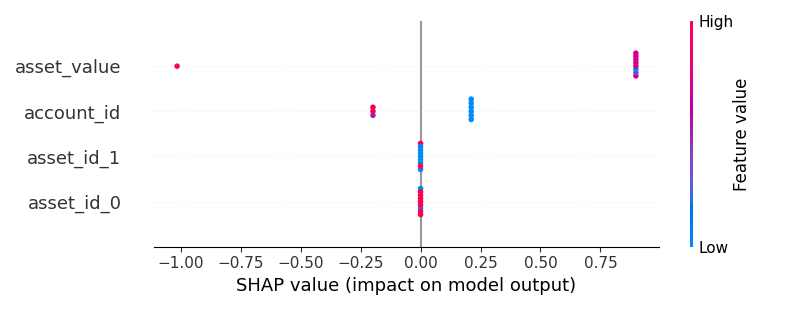 High
asset_value
account_id
asset_id_1
asset_id_0
Feature value
Low
−1.00 −0.75 −0.50 −0.25 0.00 0.25 0.50 0.75
SHAP value (impact on model output)